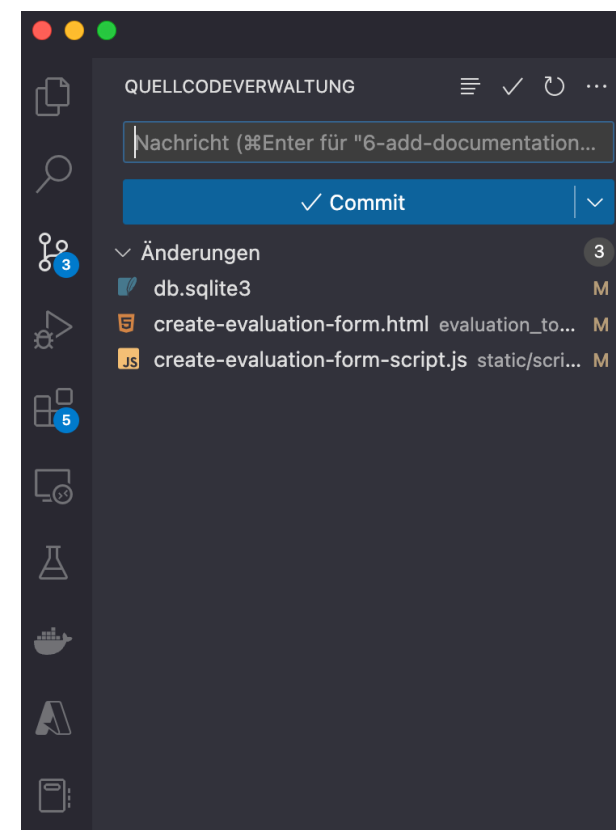 QUELLCODEVERWALTUNG
Nachricht (⌘Enter für "6-add-documentation...
Commit
Änderungen 3
db.sqlite3 M
create-evaluation-form.html evaluation_to... M
JS create-evaluation-form-script.js static/scri... M
3
5